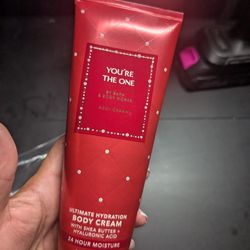 YOU'RE
THE ONE
BY BATH
& BODY WORKS
BODY CREAM
ULTIMATE HYDRATION
BODY CREAM
WITH SHEA BUTTER +
HYALURONIC ACID
24 HOUR MOISTURE